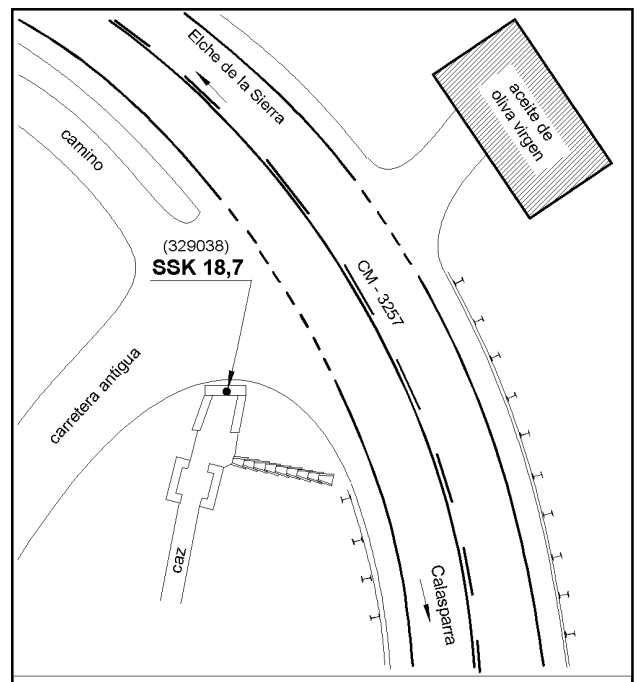 Elche de la Sierra
aceite de
oliva virgen
camino
(329038)
SSK 18,7
CM - 3257
carretera antigua
caz
Calasparra